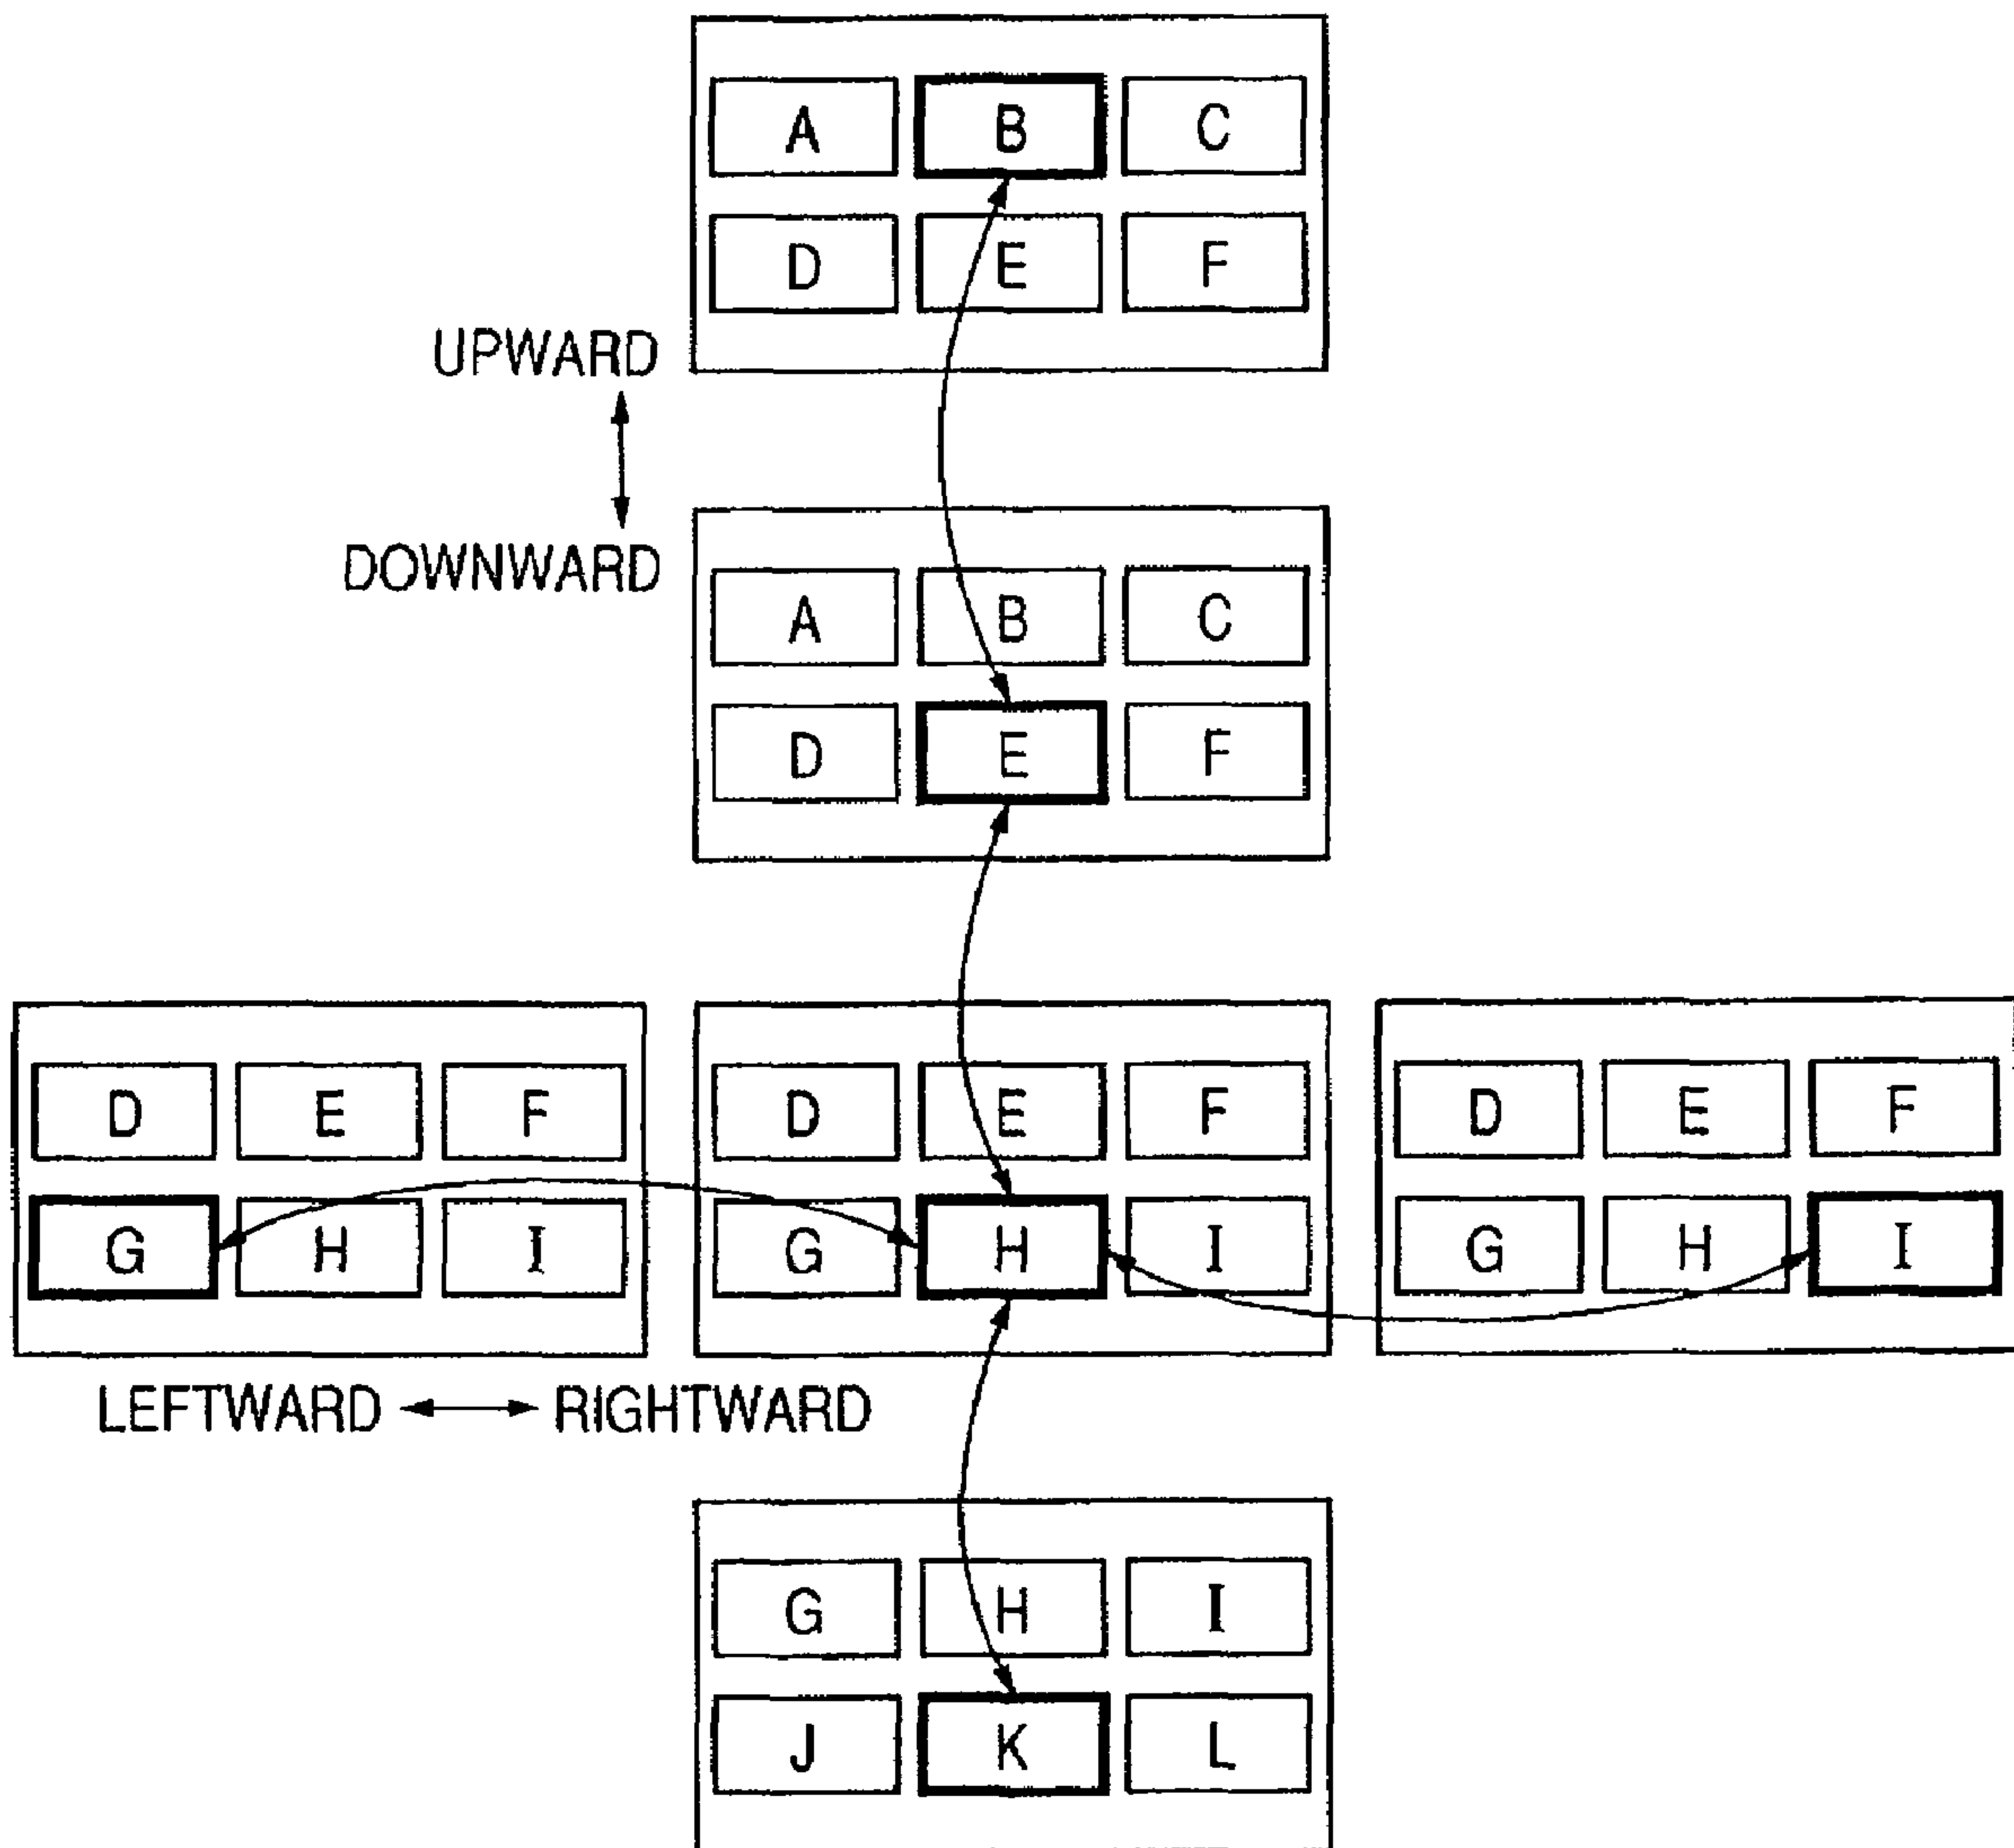 A B C
D E F
UPWARD
DOWNWARD
A B C
D E F
D E F D E F D E F
G H I G H I G H I
LEFTWARD RIGHTWARD
G H I
J K L